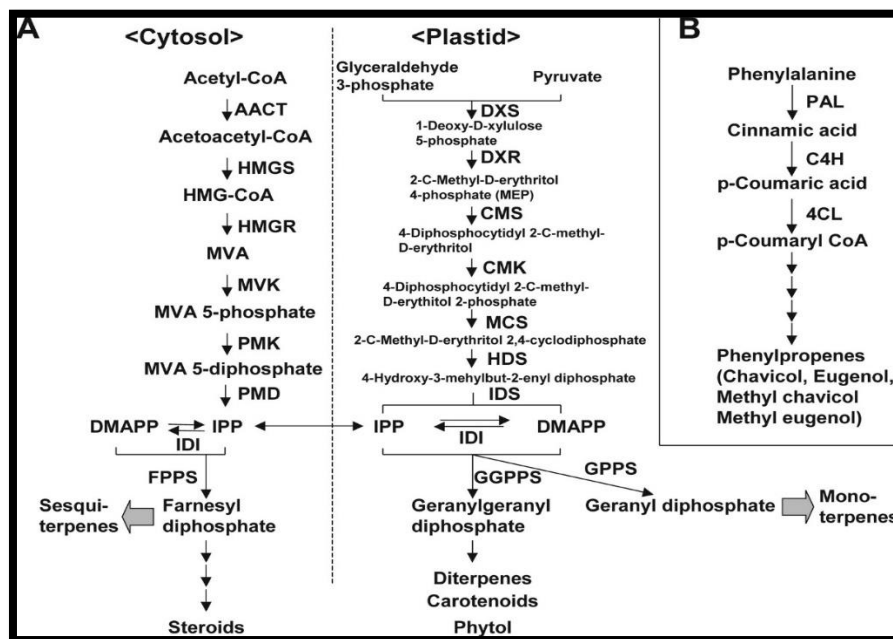 A
<Cytosol>
Acetyl-CoA
AACT
Acetoacetyl-CoA
HMGS
HMG-CoA
HMGR
MVA
MVK
MVA 5-phosphate
PMK
MVA 5-diphosphate
PMD
DMAPP IPP
IDI
FPPS
Sesqui-
terpenes
Farnesyl
diphosphate
Steroids
<Plastid>
Glyceraldehyde
3-phosphate
Pyruvate
DXS
1-Deoxy-D-xylulose
5-phosphate
DXR
2-C-Methyl-D-erythritol
4-phosphate (MEP)
CMS
4-Diphosphocytidyl 2-C-methyl-
D-erythritol
CMK
4-Diphosphocytidyl 2-C-methyl-
D-erythitol 2-phosphate
MCS
2-C-Methyl-D-erythritol 2,4-cyclodiphosphate
HDS
4-Hydroxy-3-mehylbut-2-enyl diphosphate
IDS
IPP DMAPP
IDI
GGPPS
GPPS
Geranylgeranyl
diphosphate
Geranyl diphosphate
Mono-
terpenes
Diterpenes
Carotenoids
Phytol
B
Phenylalanine
PAL
Cinnamic acid
C4H
p-Coumaric acid
4CL
p-Coumaryl CoA
Phenylpropenes
(Chavicol, Eugenol,
Methyl chavicol
Methyl eugenol)